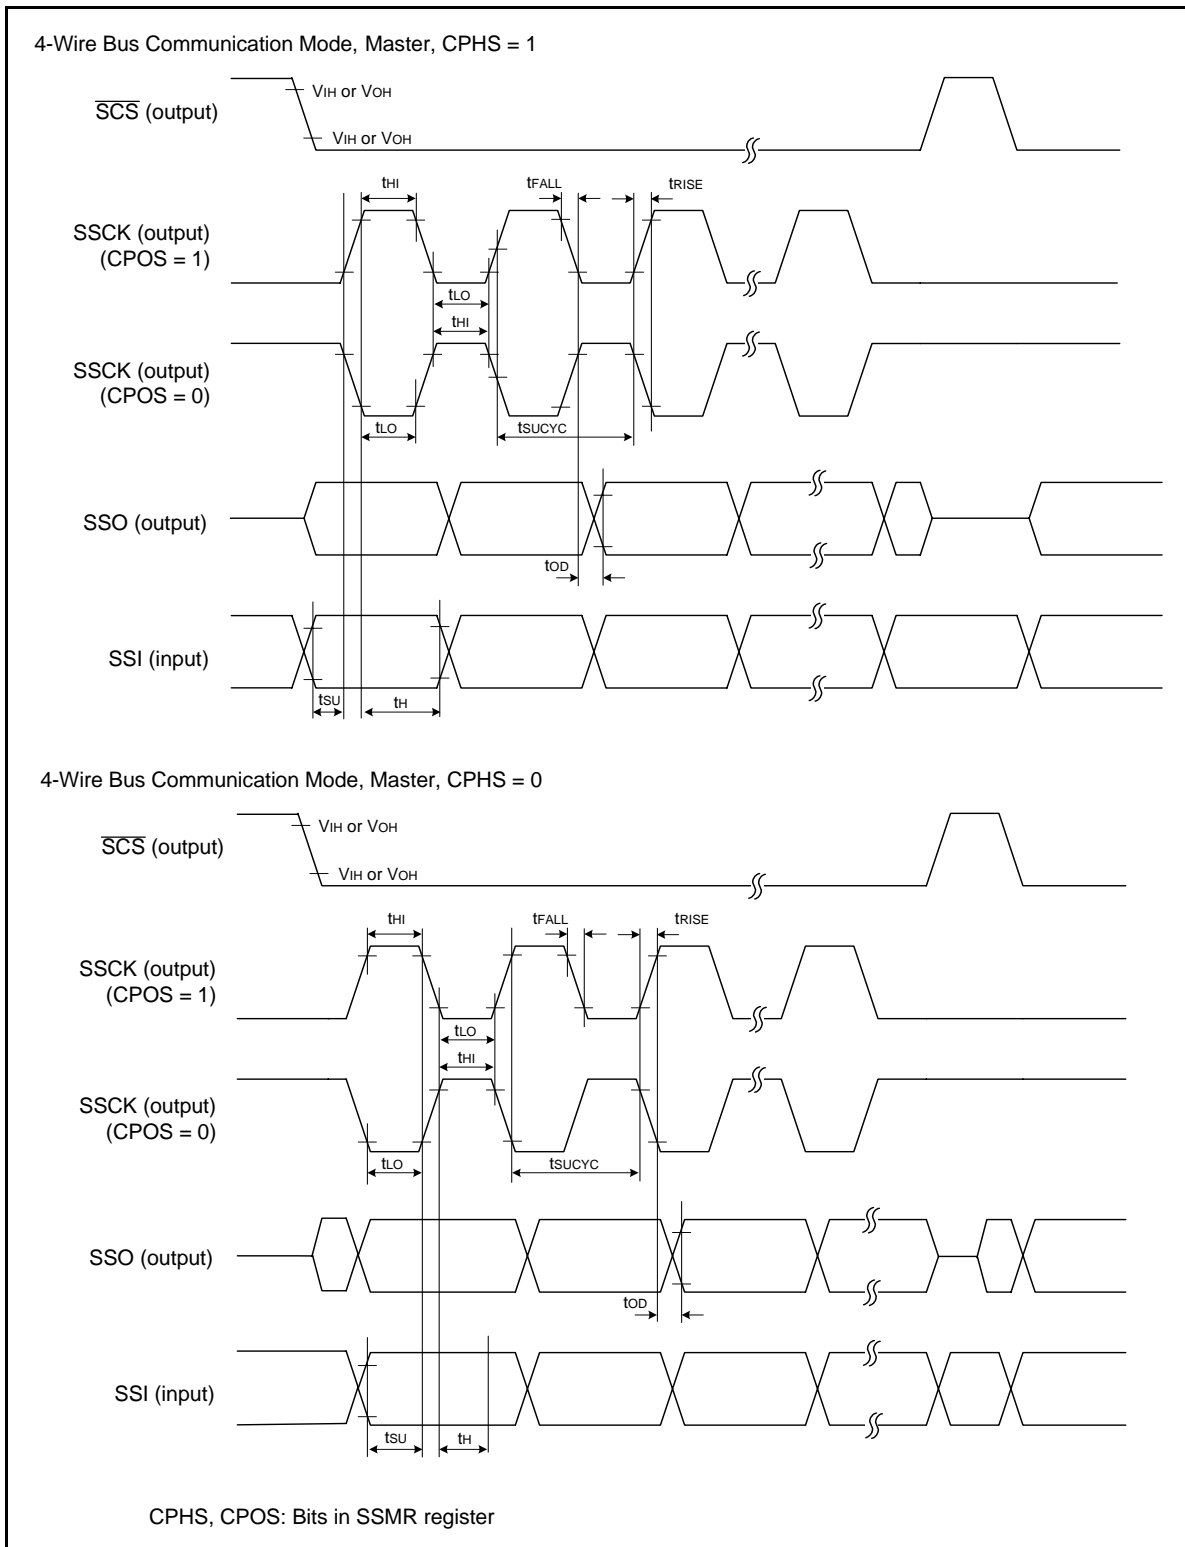 4-Wire Bus Communication Mode, Master, CPHS = 1
VIH or VOH
SCS (output)
VIH or VOH
tHI
tFALL
tRISE
SSCK (output)
(CPOS = 1)
tLO
tHI
SSCK (output)
(CPOS = 0)
tLO
tSUCYC
SSO (output)
tOD
SSI (input)
tSU
tH
4-Wire Bus Communication Mode, Master, CPHS = 0
VIH or VOH
SCS (output)
VIH or VOH
tHI
tFALL
tRISE
SSCK (output)
(CPOS = 1)
tLO
tHI
SSCK (output)
(CPOS = 0)
tLO
tSUCYC
SSO (output)
tOD
SSI (input)
tSU
tH
CPHS, CPOS: Bits in SSMR register